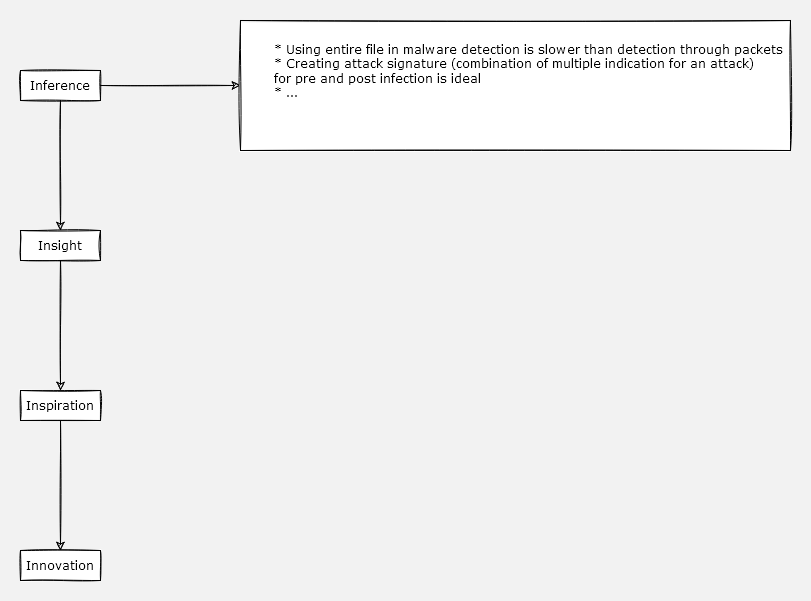 * Using entire file in malware detection is slower than detection through packets
* Creating attack signature (combination of multiple indication for an attack)
for pre and post infection is ideal
* ...
Inference
Insight
Inspiration
Innovation